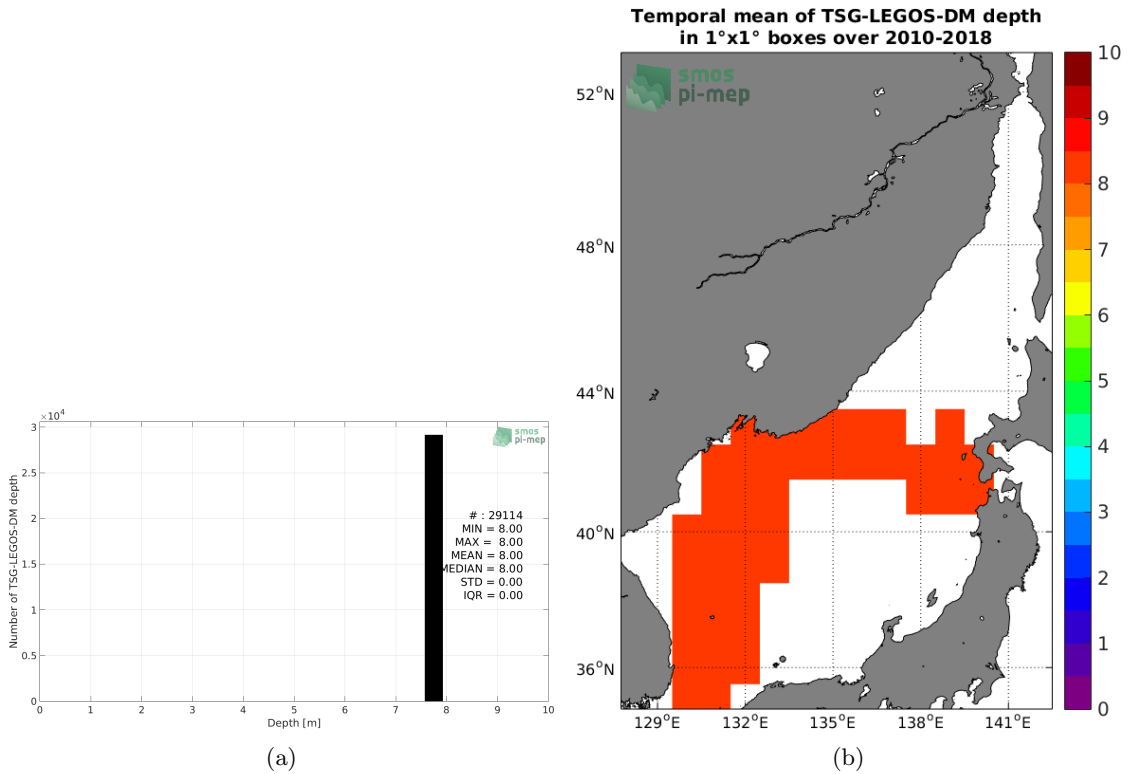 Temporal mean of TSG-LEGOS-DM depth
in 1°x1° boxes over 2010-2018
smos
pi-mep
52°N
48°N
44°N
40°N
36°N
129°E
132°E
135°E
138°E
141°E
10
9
8
7
6
5
4
3
2
1
0
×10⁴
3
2.5
2
1.5
1
0.5
0
Number of TSG-LEGOS-DM depth
smos
pi-mep
# : 29114
MIN = 8.00
MAX = 8.00
MEAN = 8.00
MEDIAN = 8.00
STD = 0.00
IQR = 0.00
0 1 2 3 4 5 6 7 8 9 10
Depth [m]
(a)
(b)